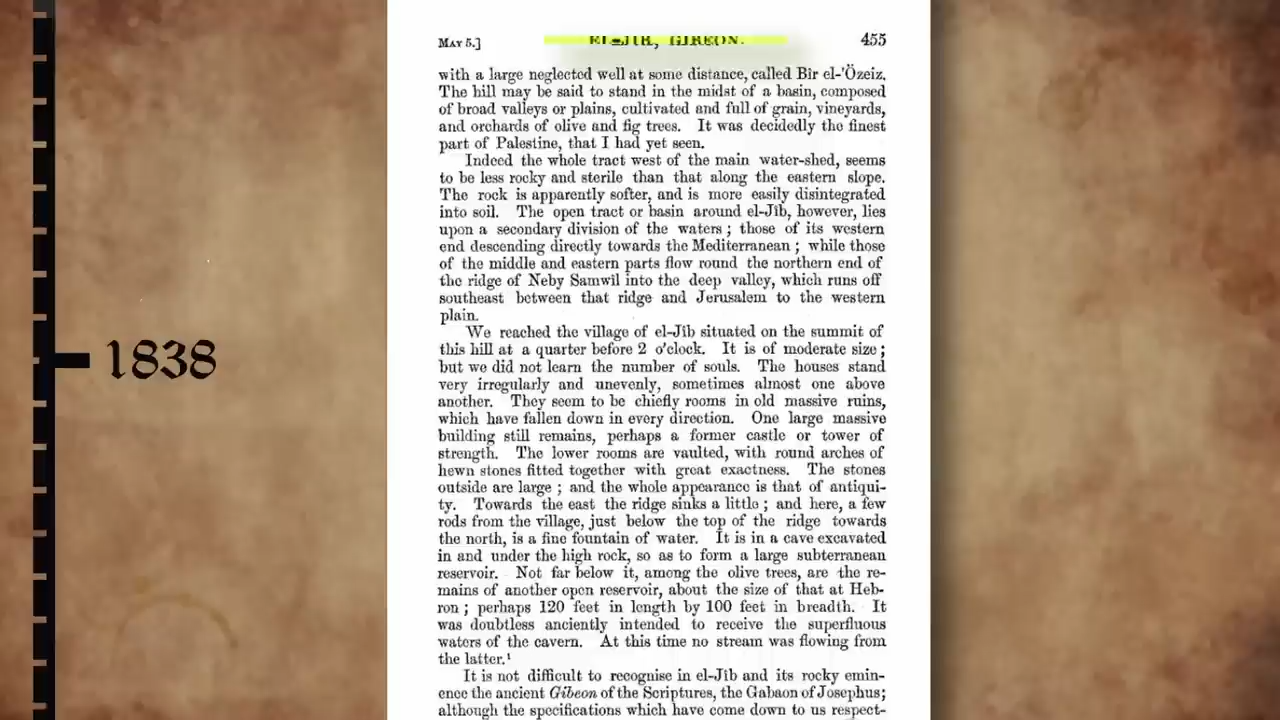 1838
MAY 5.] EL-JIB, GIBEON. 455
with a large neglected well at some distance, called Bir el-'Özeiz.
The hill may be said to stand in the midst of a basin, composed
of broad valleys or plains, cultivated and full of grain, vineyards,
and orchards of olive and fig trees. It was decidedly the finest
part of Palestine, that I had yet seen.
Indeed the whole tract west of the main water-shed, seems
to be less rocky and sterile than that along the eastern slope.
The rock is apparently softer, and is more easily disintegrated
into soil. The open tract or basin around el-Jib, however, lies
upon a secondary division of the waters; those of its western
end descending directly towards the Mediterranean; while those
of the middle and eastern parts flow round the northern end of
the ridge of Neby Samwil into the deep valley, which runs off
southeast between that ridge and Jerusalem to the western
plain.
We reached the village of el-Jib situated on the summit of
this hill at a quarter before 2 o'clock. It is of moderate size;
but we did not learn the number of souls. The houses stand
very irregularly and unevenly, sometimes almost one above
another. They seem to be chiefly rooms in old massive ruins,
which have fallen down in every direction. One large massive
building still remains, perhaps a former castle or tower of
strength. The lower rooms are vaulted, with round arches of
hewn stones fitted together with great exactness. The stones
outside are large; and the whole appearance is that of antiqui-
ty. Towards the east the ridge sinks a little; and here, a few
rods from the village, just below the top of the ridge towards
the north, is a fine fountain of water. It is in a cave excavated
in and under the high rock, so as to form a large subterranean
reservoir. Not far below it, among the olive trees, are the re-
mains of another open reservoir, about the size of that at Heb-
ron; perhaps 120 feet in length by 100 feet in breadth. It
was doubtless anciently intended to receive the superfluous
waters of the cavern. At this time no stream was flowing from
the latter.¹
It is not difficult to recognise in el-Jib and its rocky emin-
ence the ancient Gibeon of the Scriptures, the Gabaon of Josephus;
although the specifications which have come down to us respect-